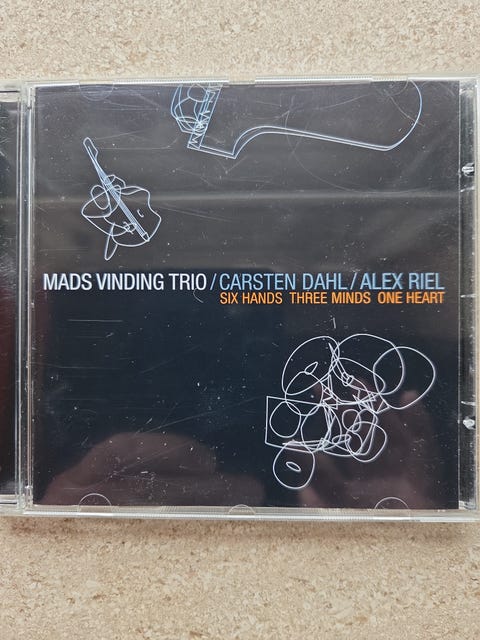 MADS VINDING TRIO / CARSTEN DAHL / ALEX RIEL
SIX HANDS THREE MINDS ONE HEART